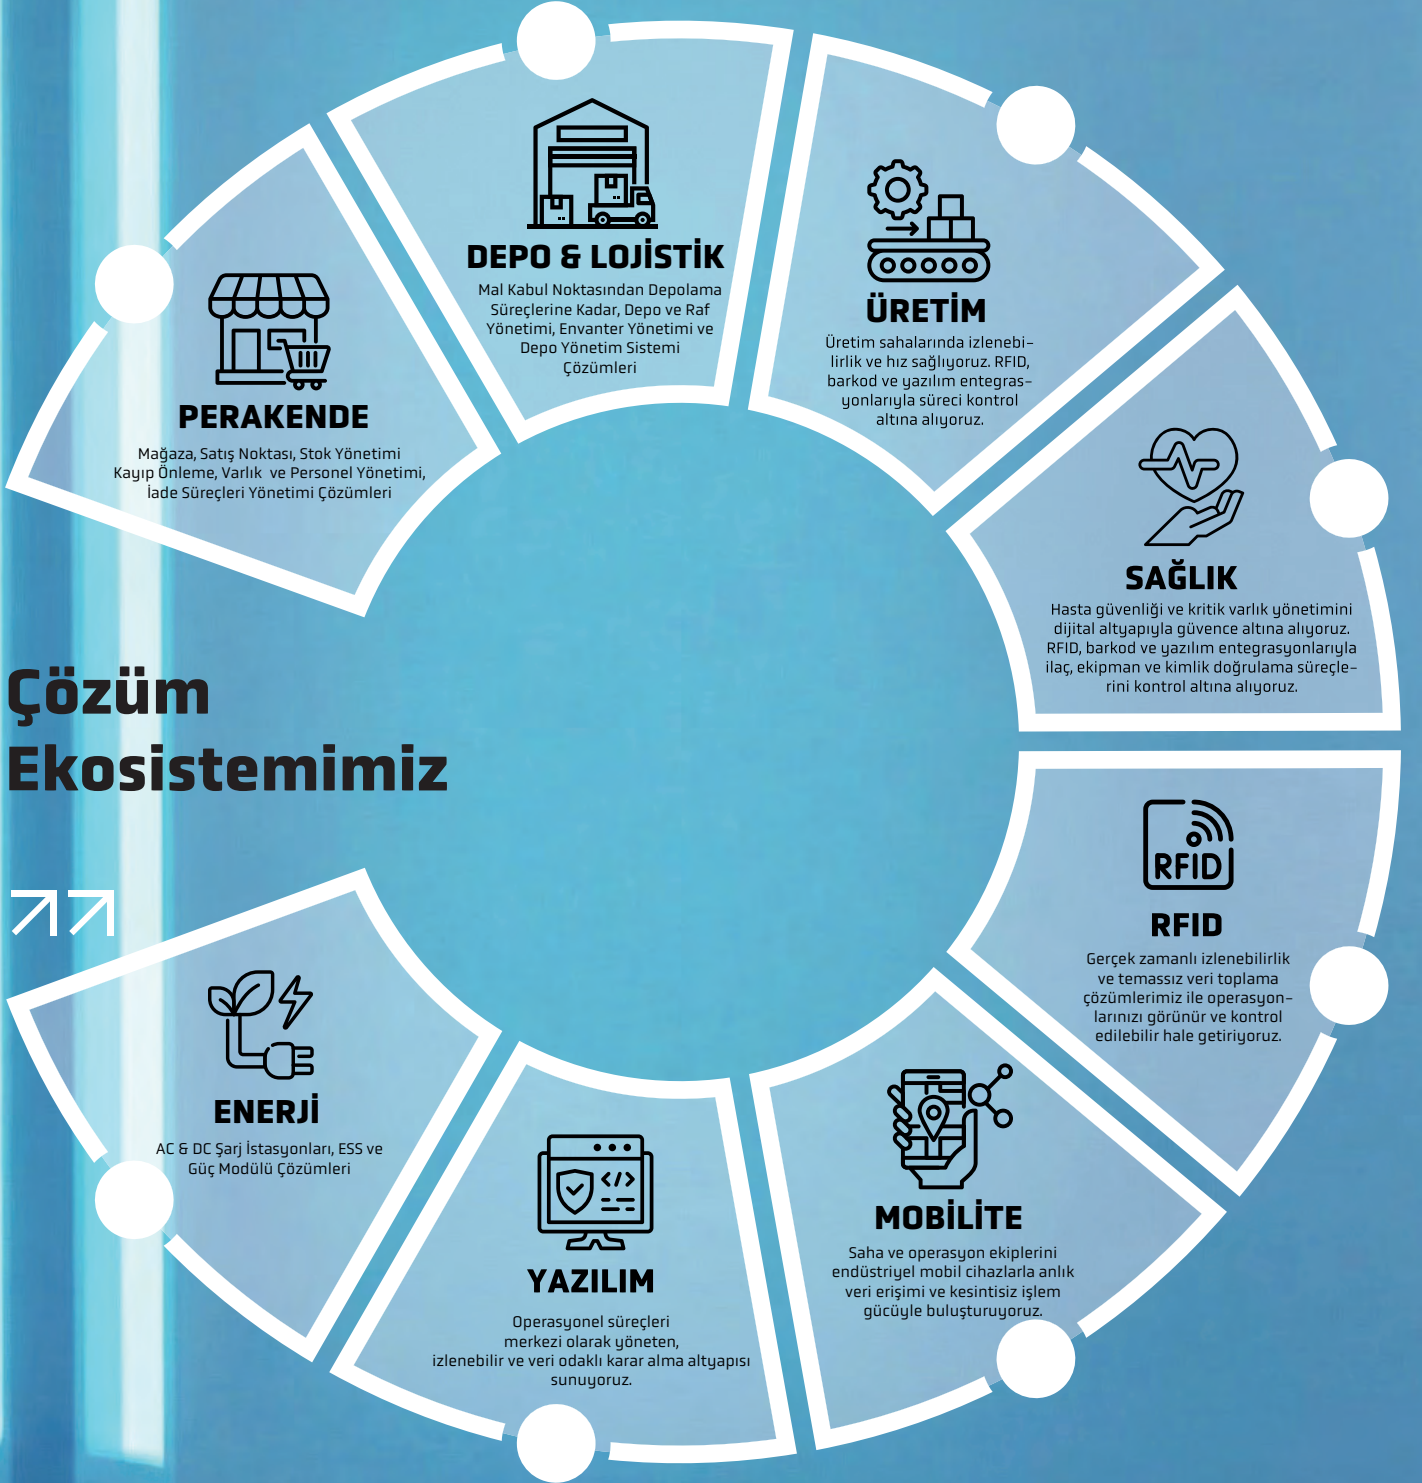 DEPO & LOJİSTİK
Mal Kabul Noktasından Depolama
Süreçlerine Kadar, Depo ve Raf
Yönetimi, Envanter Yönetimi ve
Depo Yönetim Sistemi
Çözümleri
ÜRETİM
Üretim sahalarında izlenebi-
lirlik ve hız sağlıyoruz. RFID,
barkod ve yazılım entegras-
yonlarıyla süreci kontrol
altına alıyoruz.
PERAKENDE
Mağaza, Satış Noktası, Stok Yönetimi
Kayıp Önleme, Varlık ve Personel Yönetimi,
İade Süreçleri Yönetimi Çözümleri
SAĞLIK
Hasta güvenliği ve kritik varlık yönetimini
dijital altyapıyla güvence altına alıyoruz.
RFID, barkod ve yazılım entegrasyonlarıyla
ilaç, ekipman ve kimlik doğrulama süreçle-
rini kontrol altına alıyoruz.
Çözüm
Ekosistemimiz
RFID
RFID
Gerçek zamanlı izlenebilirlik
ve temassız veri toplama
çözümlerimiz ile operasyon-
larınızı görünür ve kontrol
edilebilir hale getiriyoruz.
ENERJİ
AC & DC Şarj İstasyonları, ESS ve
Güç Modülü Çözümleri
MOBİLİTE
Saha ve operasyon ekiplerini
endüstriyel mobil cihazlarla anlık
veri erişimi ve kesintisiz işlem
gücüyle buluşturuyoruz.
YAZILIM
Operasyonel süreçleri
merkezi olarak yöneten,
izlenebilir ve veri odaklı karar alma altyapısı
sunuyoruz.